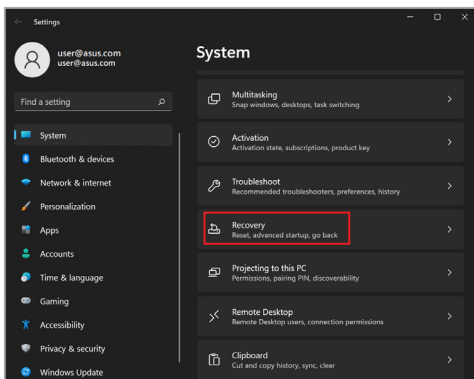 Settings
user@asus.com
user@asus.com
Find a setting
System
Bluetooth & devices
Network & internet
Personalization
Apps
Accounts
Time & language
Gaming
Accessibility
Privacy & security
Windows Update
System
Multitasking
Snap windows, desktops, task switching
Activation
Activation state, subscriptions, product key
Troubleshoot
Recommended troubleshooters, preferences, history
Recovery
Reset, advanced startup, go back
Projecting to this PC
Permissions, pairing PIN, discoverability
Remote Desktop
Remote Desktop users, connection permissions
Clipboard
Cut and copy history, sync, clear